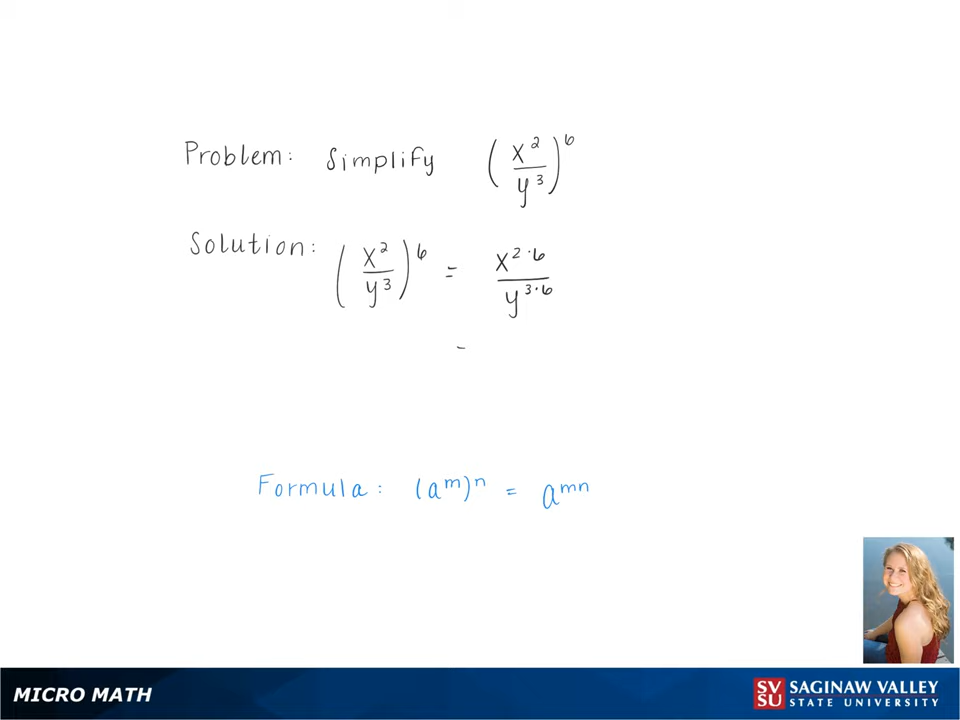 Problem: Simplify (x²/y³)⁶
Solution: (x²/y³)⁶ = x²·⁶/y³·⁶
=
Formula: (aᵐ)ⁿ = aᵐⁿ
MICRO MATH
SVSU SAGINAW VALLEY
STATE UNIVERSITY